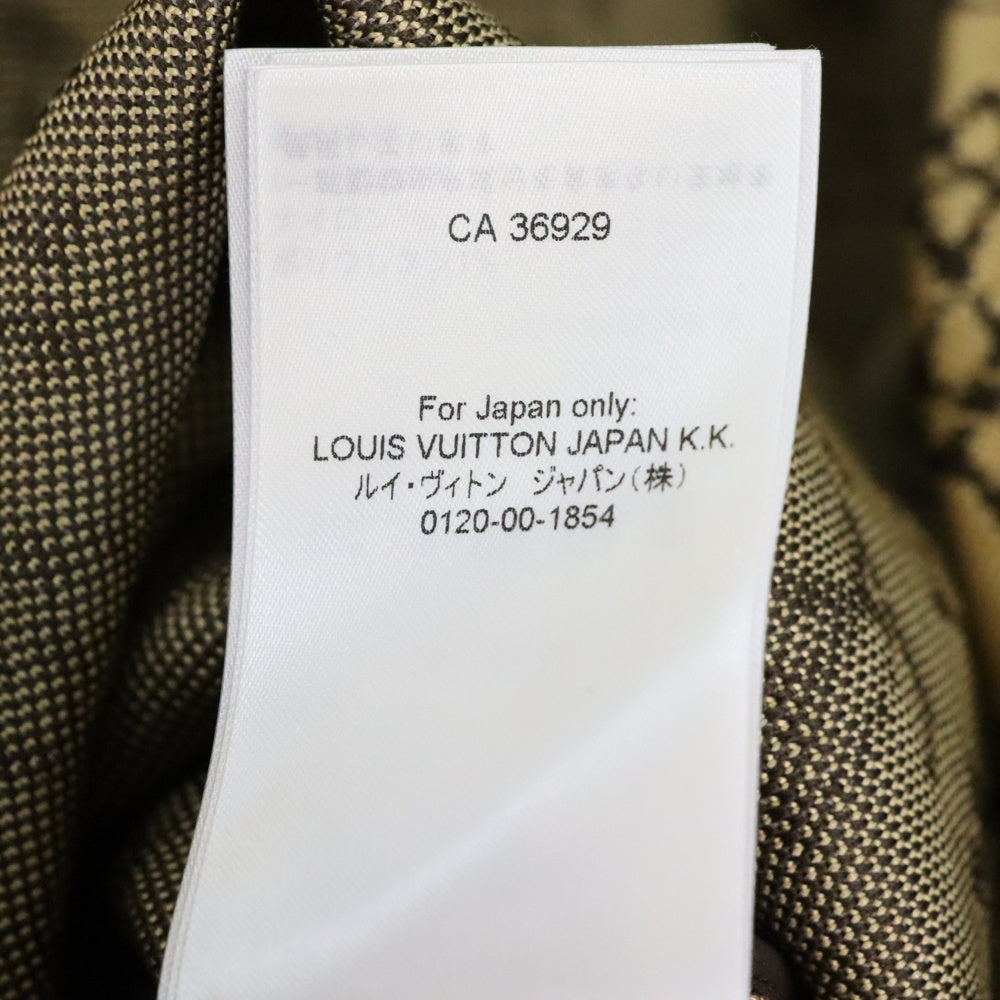 CA 36929
For Japan only:
LOUIS VUITTON JAPAN K.K.
ルイ・ヴィトン ジャパン(株)
0120-00-1854